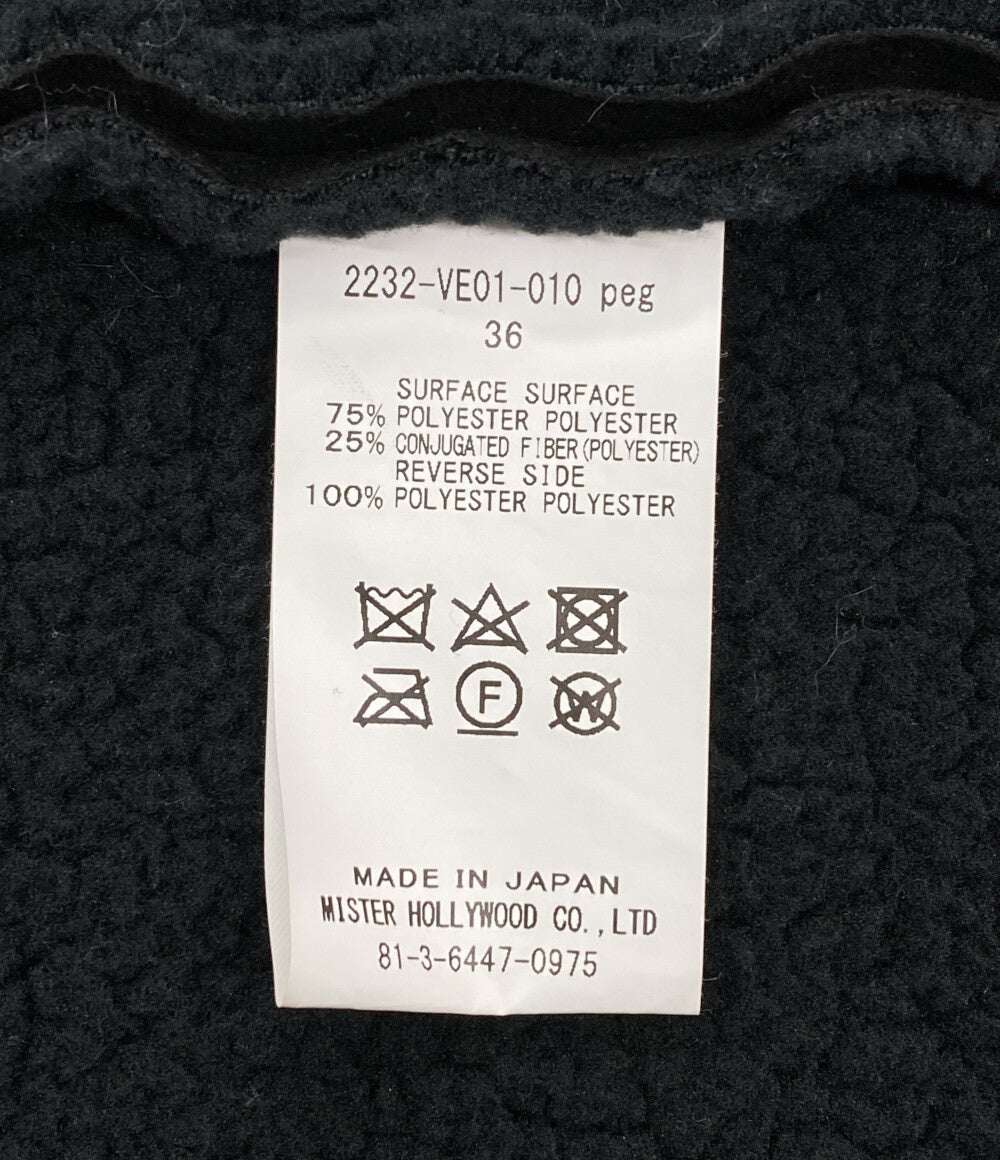 2232-VE01-010 peg
36
SURFACE SURFACE
75% POLYESTER POLYESTER
25% CONJUGATED FIBER(POLYESTER)
REVERSE SIDE
100% POLYESTER POLYESTER
F
W
MADE IN JAPAN
MISTER HOLLYWOOD CO.,LTD
81-3-6447-0975